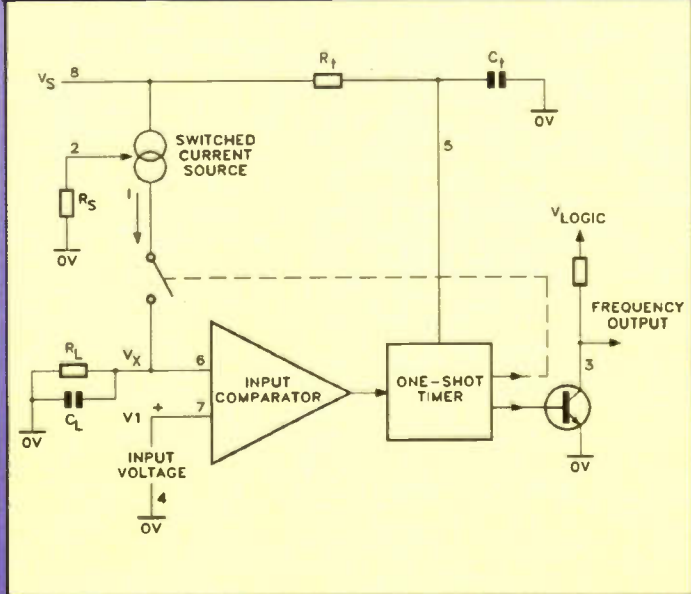 Rt
Ct
VS 8
0V
SWITCHED
CURRENT
SOURCE
2
5
RS
I
VLOGIC
0V
FREQUENCY
OUTPUT
RL
VX
6
3
INPUT
COMPARATOR
ONE-SHOT
TIMER
CL
V1 +
7
0V
INPUT
VOLTAGE
4
0V
0V